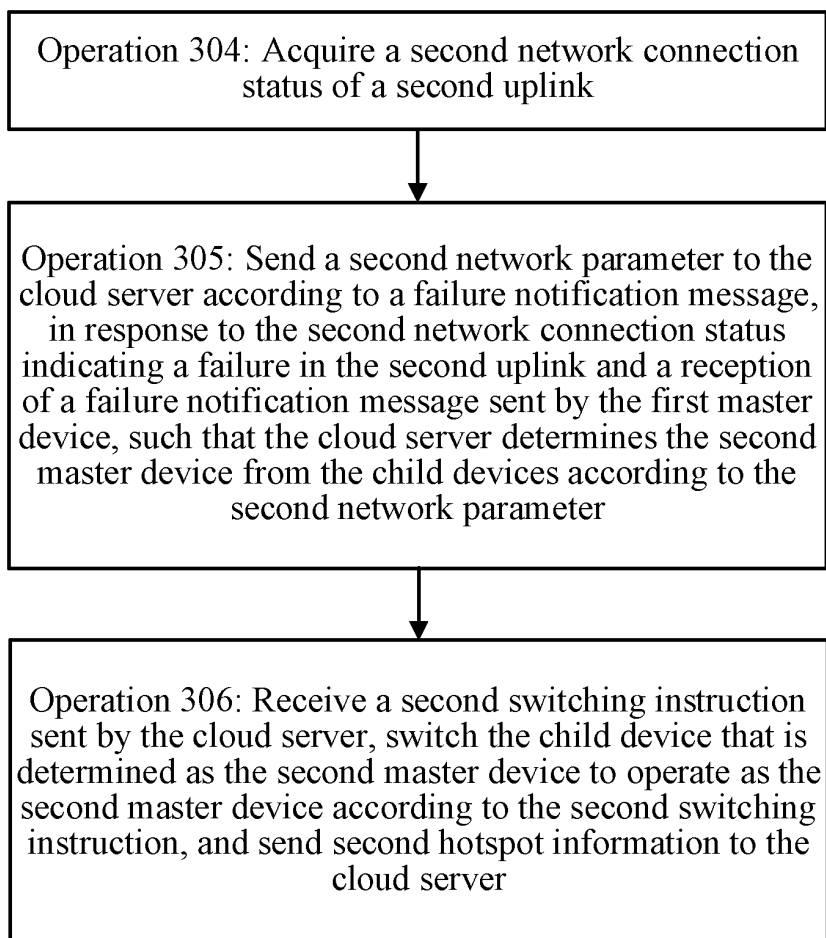 Operation 304: Acquire a second network connection
status of a second uplink
Operation 305: Send a second network parameter to the
cloud server according to a failure notification message,
in response to the second network connection status
indicating a failure in the second uplink and a reception
of a failure notification message sent by the first master
device, such that the cloud server determines the second
master device from the child devices according to the
second network parameter
Operation 306: Receive a second switching instruction
sent by the cloud server, switch the child device that is
determined as the second master device to operate as the
second master device according to the second switching
instruction, and send second hotspot information to the
cloud server